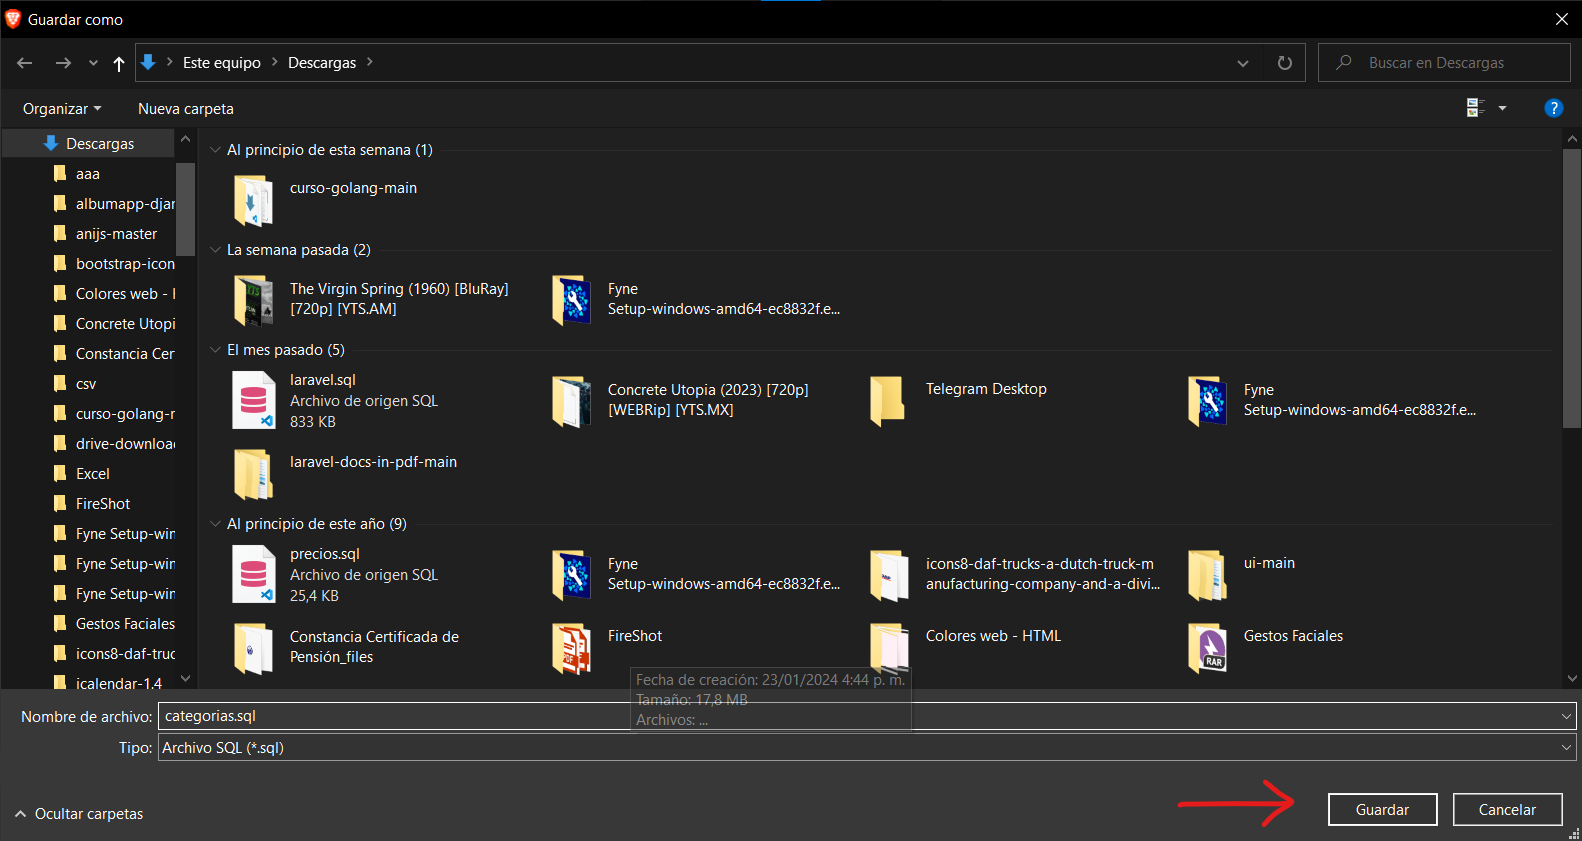 Guardar como
Este equipo
Descargas
Buscar en Descargas
Organizar
Nueva carpeta
?
Descargas
aaa
albumapp-djar
anijs-master
bootstrap-icon
Colores web - H
Concrete Utopi
Constancia Cer
csv
curso-golang-r
drive-downloa
Excel
FireShot
Fyne Setup-win
Fyne Setup-win
Fyne Setup-win
Gestos Faciales
icons8-daf-truc
icalendar-1.4
Al principio de esta semana (1)
curso-golang-main
La semana pasada (2)
The Virgin Spring (1960) [BluRay]
[720p] [YTS.AM]
Fyne
Setup-windows-amd64-ec8832f.e...
El mes pasado (5)
laravel.sql
Archivo de origen SQL
833 KB
Concrete Utopia (2023) [720p]
[WEBRip] [YTS.MX]
Telegram Desktop
Fyne
Setup-windows-amd64-ec8832f.e...
laravel-docs-in-pdf-main
Al principio de este año (9)
precios.sql
Archivo de origen SQL
25,4 KB
Fyne
Setup-windows-amd64-ec8832f.e...
icons8-daf-trucks-a-dutch-truck-m
anufacturing-company-and-a-divi...
ui-main
Constancia Certificada de
Pensión_files
PDF
FireShot
Colores web - HTML
RAR
Gestos Faciales
Fecha de creación: 23/01/2024 4:44 p. m.
Tamaño: 17,8 MB
Archivos: ...
Nombre de archivo:
categorias.sql
Tipo:
Archivo SQL (*.sql)
Ocultar carpetas
Guardar
Cancelar